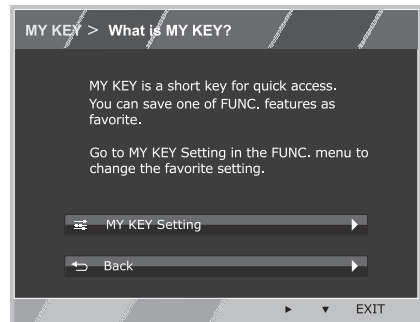 MY KEY > What is MY KEY?
MY KEY is a short key for quick access.
You can save one of FUNC. features as
favorite.
Go to MY KEY Setting in the FUNC. menu to
change the favorite setting.
MY KEY Setting
Back
EXIT